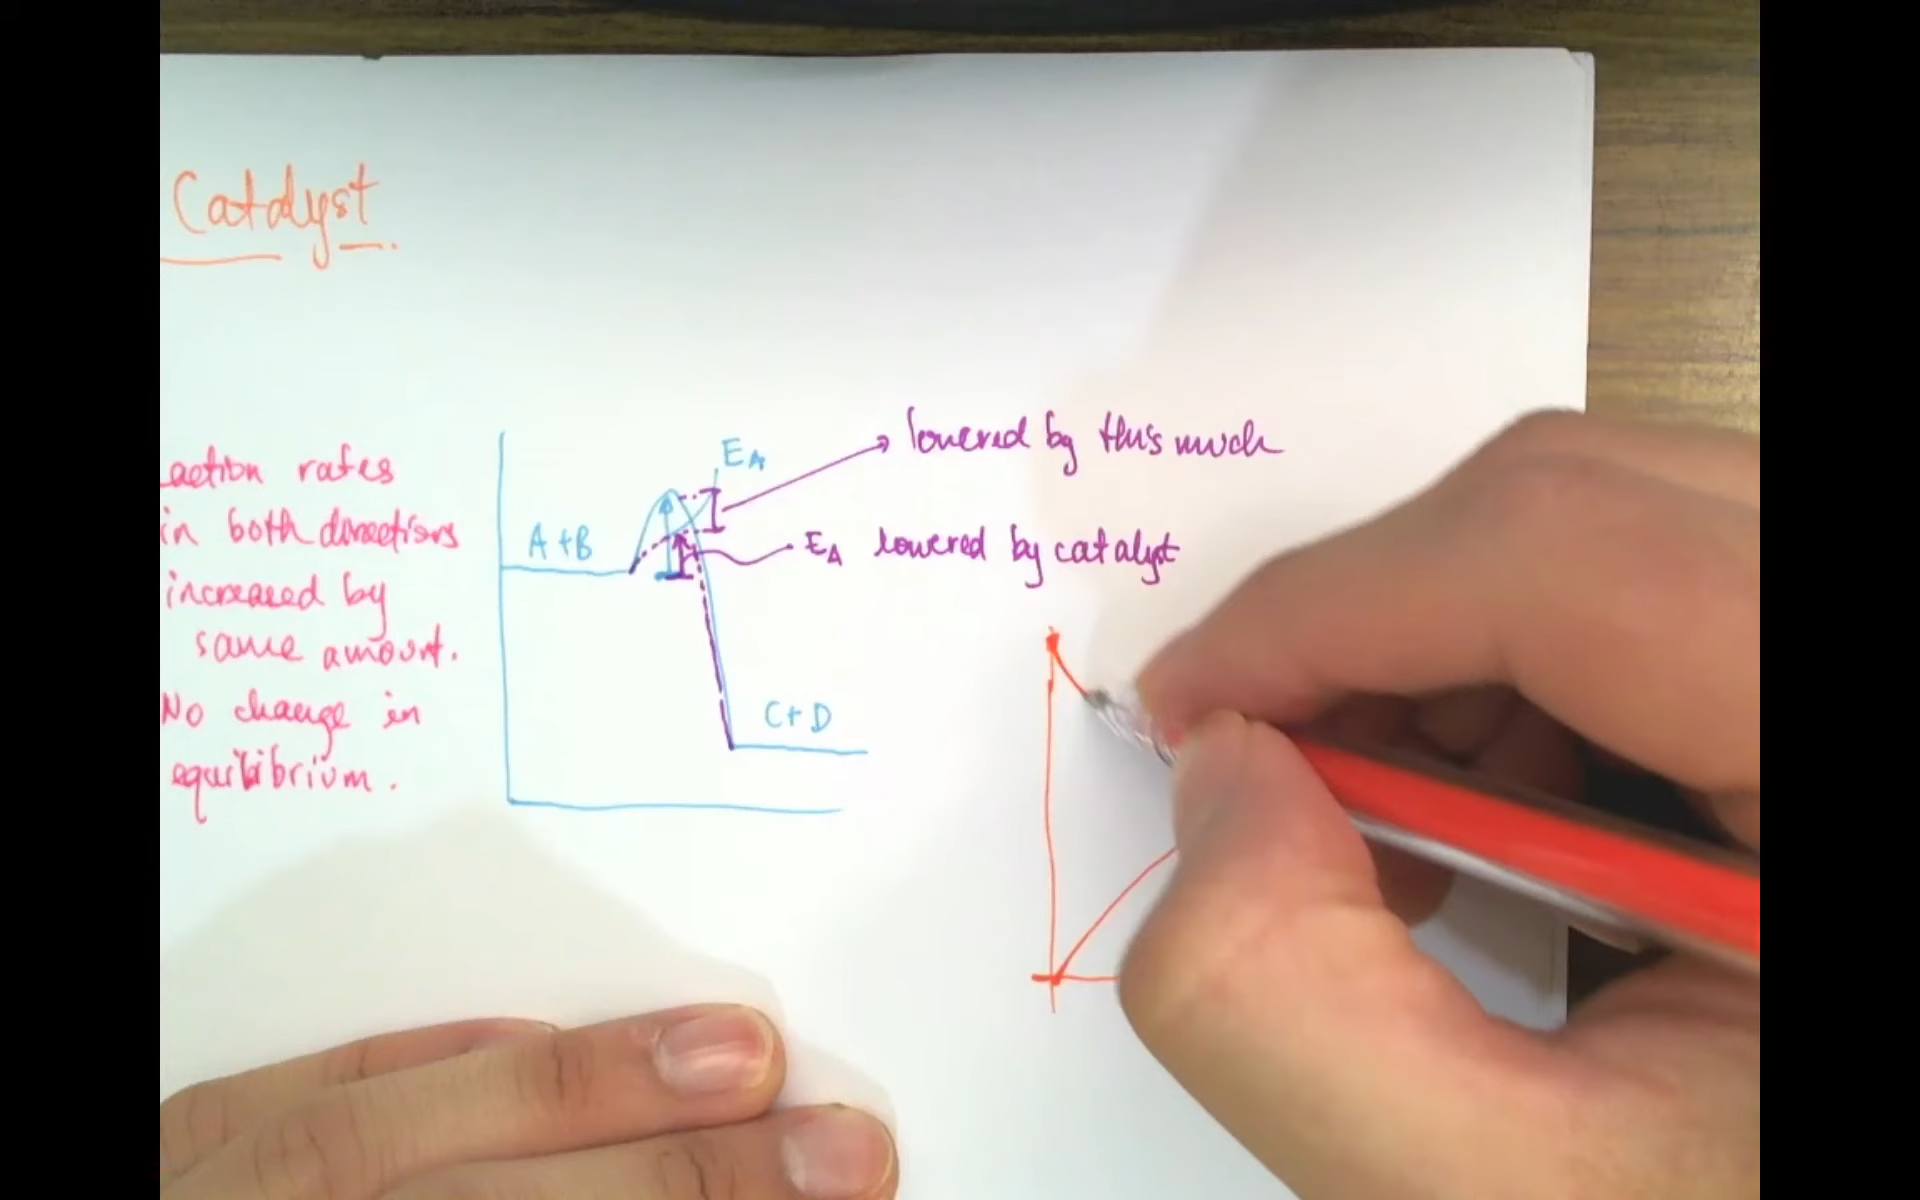 Catalyst
action rates
in both directions
increased by
same amount.
No change in
equilibrium.
EA
A+B
C+D
lowered by this much
EA lowered by catalyst